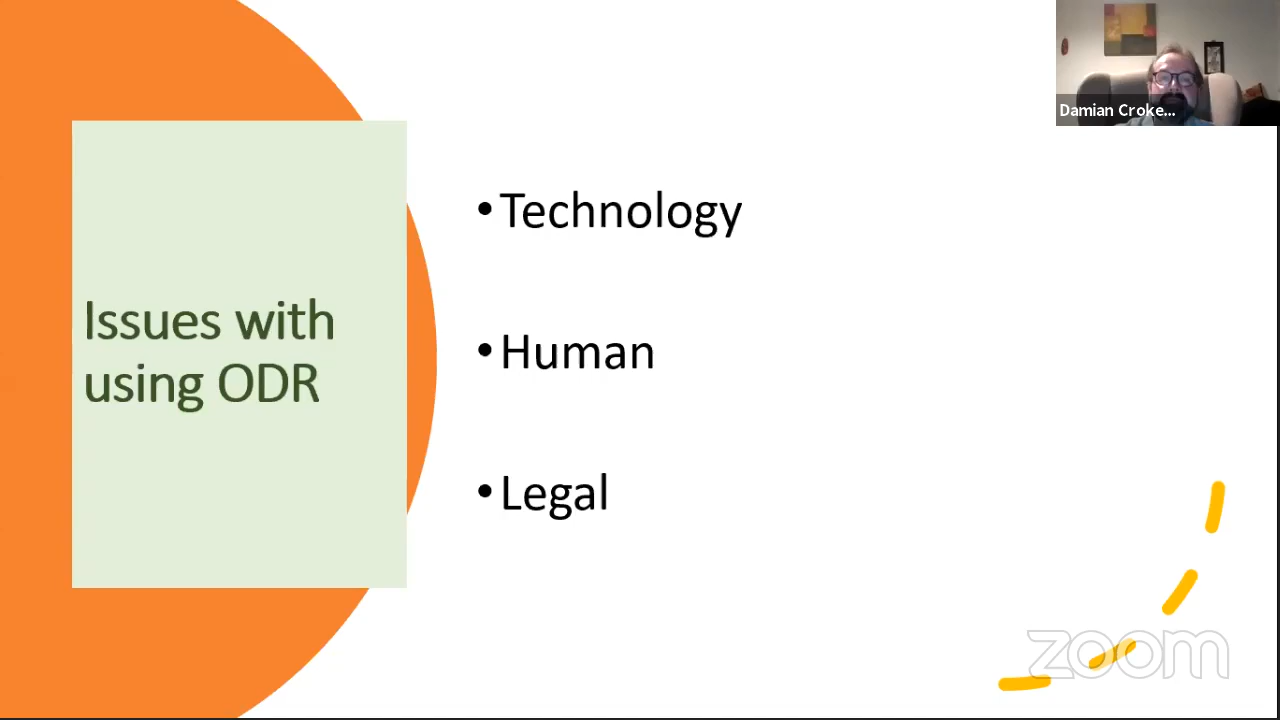 Damian Croke...
• Technology
Issues with
using ODR
• Human
• Legal
zoom